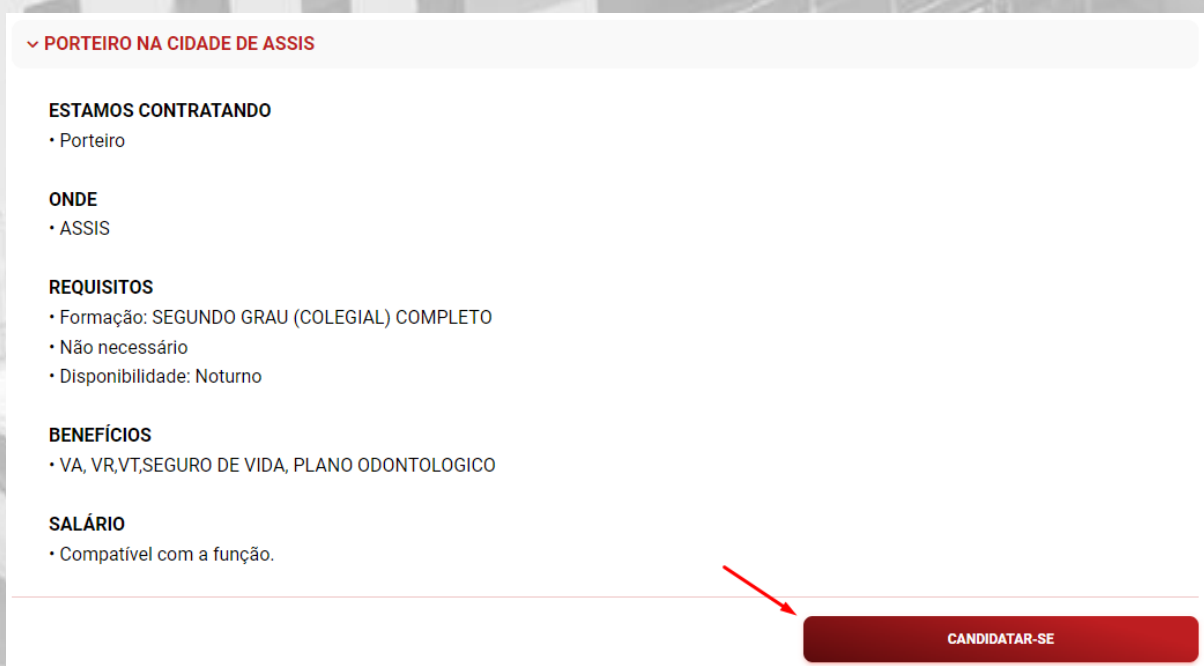 PORTEIRO NA CIDADE DE ASSIS
ESTAMOS CONTRATANDO
• Porteiro
ONDE
• ASSIS
REQUISITOS
• Formação: SEGUNDO GRAU (COLEGIAL) COMPLETO
• Não necessário
• Disponibilidade: Noturno
BENEFÍCIOS
• VA, VR,VT,SEGURO DE VIDA, PLANO ODONTOLOGICO
SALÁRIO
• Compatível com a função.
CANDIDATAR-SE